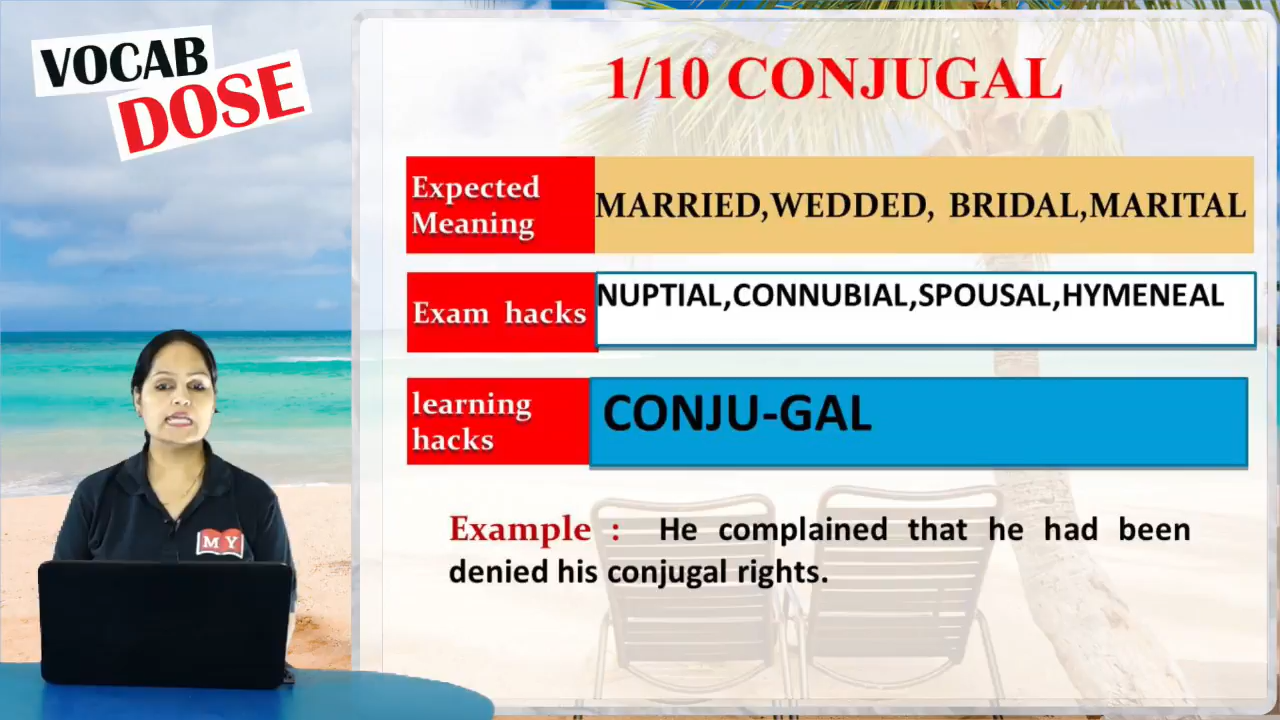 VOCAB
DOSE
1/10 CONJUGAL
Expected
Meaning
MARRIED,WEDDED, BRIDAL,MARITAL
Exam hacks
NUPTIAL,CONNUBIAL,SPOUSAL,HYMENEAL
learning
hacks
CONJU-GAL
Example : He complained that he had been
denied his conjugal rights.
M Y